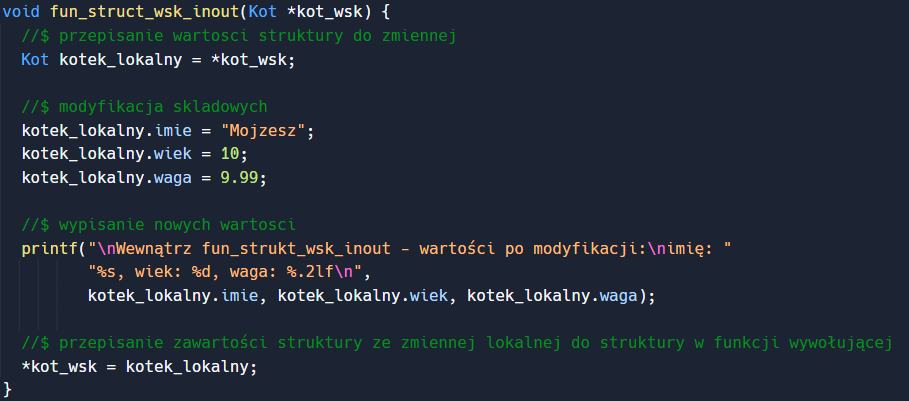 void fun_struct_wsk_inout(Kot *kot_wsk) {
//$ przepisanie wartosci struktury do zmiennej
Kot kotek_lokalny = *kot_wsk;
//$ modyfikacja skladowych
kotek_lokalny.imie = "Mojzesz";
kotek_lokalny.wiek = 10;
kotek_lokalny.waga = 9.99;
//$ wypisanie nowych wartosci
printf("\nWewnątrz fun_strukt_wsk_inout - wartości po modyfikacji:\nimię: "
"%s, wiek: %d, waga: %.2lf\n",
kotek_lokalny.imie, kotek_lokalny.wiek, kotek_lokalny.waga);
//$ przepisanie zawartości struktury ze zmiennej lokalnej do struktury w funkcji wywołującej
*kot_wsk = kotek_lokalny;
}